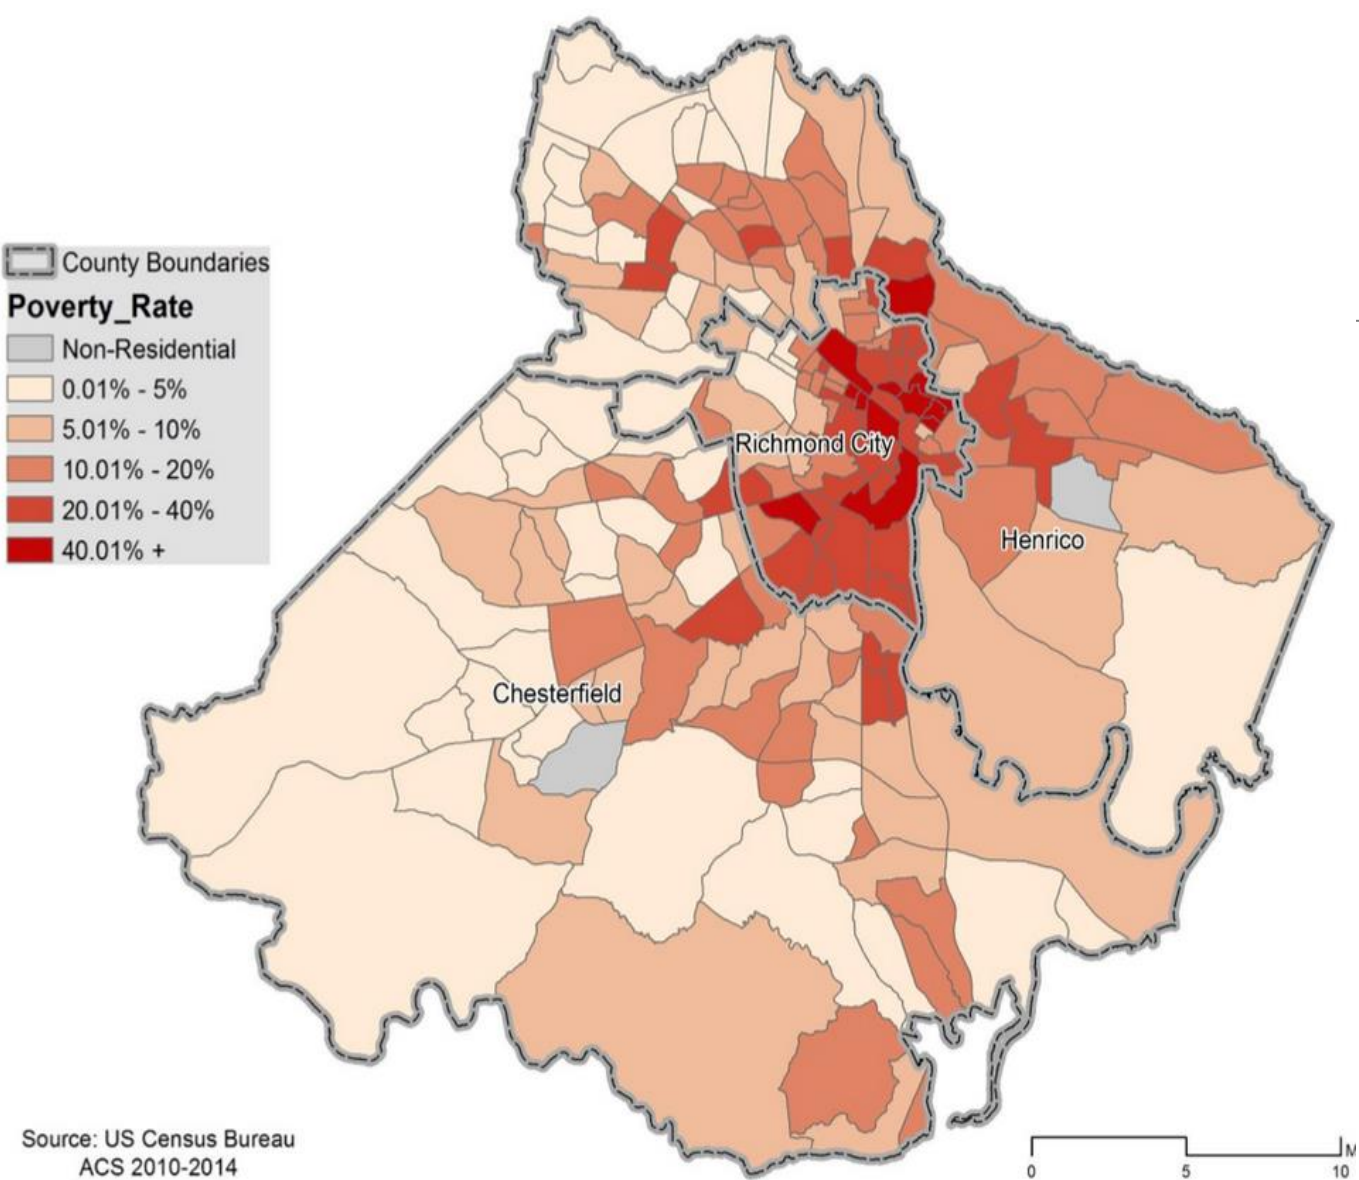 County Boundaries
Poverty_Rate
Non-Residential
0.01% - 5%
5.01% - 10%
10.01% - 20%
20.01% - 40%
40.01% +
Richmond City
Henrico
Chesterfield
Source: US Census Bureau
ACS 2010-2014
M
0 5 10